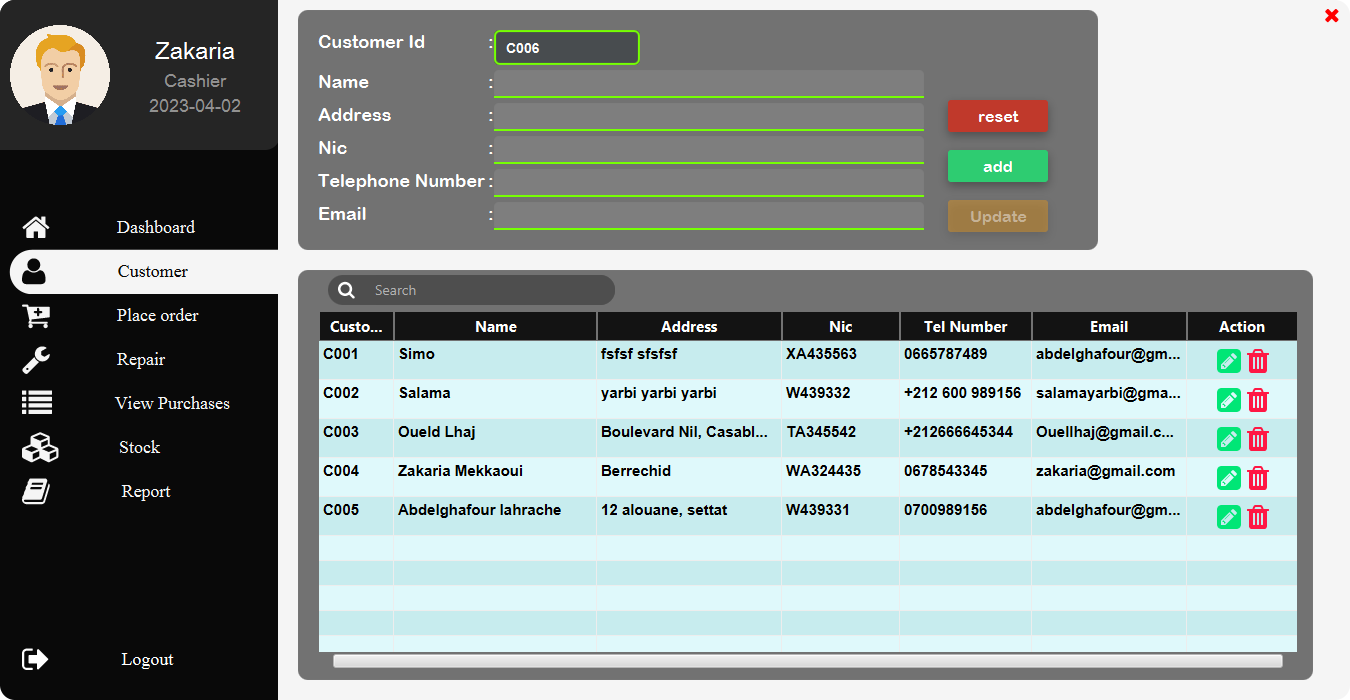 Zakaria
Cashier
2023-04-02
Dashboard
Customer
Place order
Repair
View Purchases
Stock
Report
Logout
Customer Id : C006
Name :
Address :
Nic :
Telephone Number :
Email :
reset
add
Update
Search
Custo... Name Address Nic Tel Number Email Action
C001 Simo fsfsf sfsfsf XA435563 0665787489 abdelghafour@gm...
C002 Salama yarbi yarbi yarbi W439332 +212 600 989156 salamayarbi@gma...
C003 Oueld Lhaj Boulevard Nil, Casabl... TA345542 +212666645344 Ouellhaj@gmail.c...
C004 Zakaria Mekkaoui Berrechid WA324435 0678543345 zakaria@gmail.com
C005 Abdelghafour lahrache 12 alouane, settat W439331 0700989156 abdelghafour@gm...